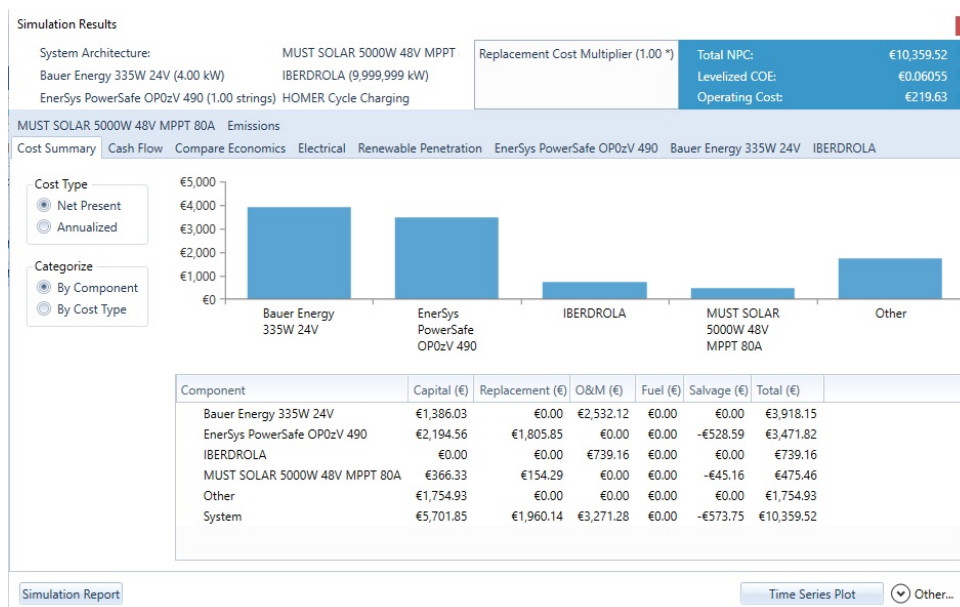 Simulation Results
System Architecture: MUST SOLAR 5000W 48V MPPT Replacement Cost Multiplier (1.00 *) Total NPC: €10,359.52
Bauer Energy 335W 24V (4.00 kW) IBERDROLA (9,999,999 kW) Levelized COE: €0.06055
EnerSys PowerSafe OP0zV 490 (1.00 strings) HOMER Cycle Charging Operating Cost: €219.63
MUST SOLAR 5000W 48V MPPT 80A Emissions
Cost Summary Cash Flow Compare Economics Electrical Renewable Penetration EnerSys PowerSafe OP0zV 490 Bauer Energy 335W 24V IBERDROLA
Cost Type
Net Present
Annualized
Categorize
By Component
By Cost Type
€5,000
€4,000
€3,000
€2,000
€1,000
€0
Bauer Energy
335W 24V
EnerSys
PowerSafe
OP0zV 490
IBERDROLA
MUST SOLAR
5000W 48V
MPPT 80A
Other
Component Capital (€) Replacement (€) O&M (€) Fuel (€) Salvage (€) Total (€)
Bauer Energy 335W 24V €1,386.03 €0.00 €2,532.12 €0.00 €0.00 €3,918.15
EnerSys PowerSafe OP0zV 490 €2,194.56 €1,805.85 €0.00 €0.00 -€528.59 €3,471.82
IBERDROLA €0.00 €0.00 €739.16 €0.00 €0.00 €739.16
MUST SOLAR 5000W 48V MPPT 80A €366.33 €154.29 €0.00 €0.00 -€45.16 €475.46
Other €1,754.93 €0.00 €0.00 €0.00 €0.00 €1,754.93
System €5,701.85 €1,960.14 €3,271.28 €0.00 -€573.75 €10,359.52
Simulation Report Time Series Plot Other...